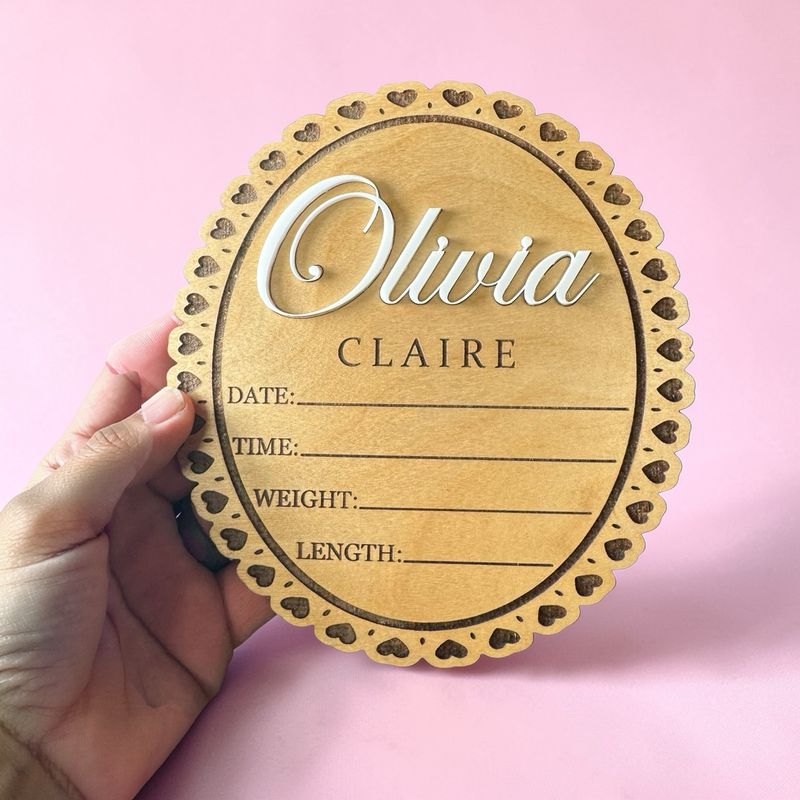 Olivia
CLAIRE
DATE:
TIME:
WEIGHT:
LENGTH: